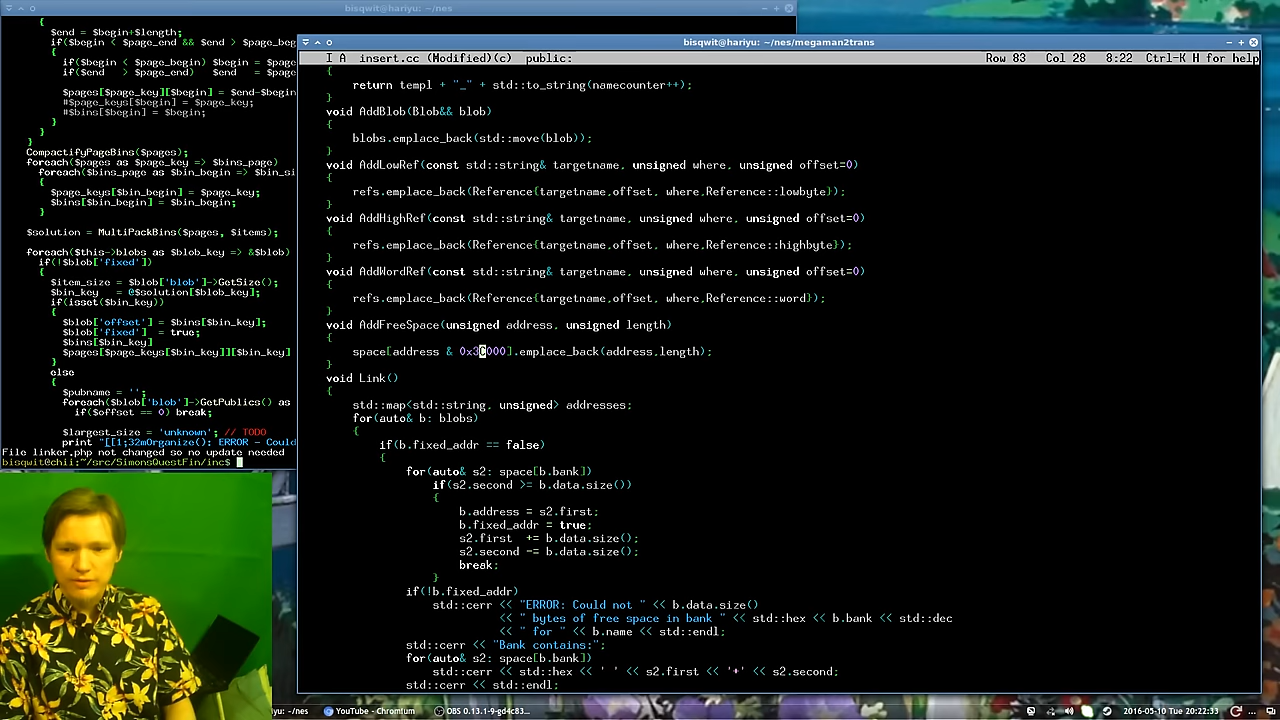 bisqwit@hariyu: ~/nes
{
$end = $begin+$length;
if($begin < $page_end && $end > $page_beg
{
if($begin < $page_begin) $begin = $page
if($end > $page_end) $end = $page
$pages[$page_key][$begin] = $end-$begin
#$page_keys[$begin] = $page_key;
#$bins[$begin] = $begin;
}
}
}
CompactifyPageBins($pages);
foreach($pages as $page_key => $bins_page)
foreach($bins_page as $bin_begin => $bin_si
{
$page_keys[$bin_begin] = $page_key;
$bins[$bin_begin] = $bin_begin;
}
$solution = MultiPackBins($pages, $items);
foreach($this->blobs as $blob_key => &$blob)
if(!$blob['fixed'])
{
$item_size = $blob['blob']->GetSize();
$bin_key = @$solution[$blob_key];
if(isset($bin_key))
{
$blob['offset'] = $bins[$bin_key];
$blob['fixed'] = true;
$bins[$bin_key]
$pages[$page_keys[$bin_key]][$bin_key]
}
else
{
$pubname = '';
foreach($blob['blob']->GetPublics() as
if($offset == 0) break;
$largest_size = 'unknown'; // TODO
print "[[1;32mOrganize(): ERROR - Could
File linker.php not changed so no update needed
bisqwit@chii:~/src/SimonsQuestFin/inc$
bisqwit@hariyu: ~/nes/megaman2trans
I A insert.cc (Modified)(c) public: Row 83 Col 28 8:22 Ctrl-K H for help
{
return templ + "_" + std::to_string(namecounter++);
}
void AddBlob(Blob&& blob)
{
blobs.emplace_back(std::move(blob));
}
void AddLowRef(const std::string& targetname, unsigned where, unsigned offset=0)
{
refs.emplace_back(Reference{targetname,offset, where,Reference::lowbyte});
}
void AddHighRef(const std::string& targetname, unsigned where, unsigned offset=0)
{
refs.emplace_back(Reference{targetname,offset, where,Reference::highbyte});
}
void AddWordRef(const std::string& targetname, unsigned where, unsigned offset=0)
{
refs.emplace_back(Reference{targetname,offset, where,Reference::word});
}
void AddFreeSpace(unsigned address, unsigned length)
{
space[address & 0x3C000].emplace_back(address,length);
}
void Link()
{
std::map<std::string, unsigned> addresses;
for(auto& b: blobs)
{
if(b.fixed_addr == false)
{
for(auto& s2: space[b.bank])
if(s2.second >= b.data.size())
{
b.address = s2.first;
b.fixed_addr = true;
s2.first += b.data.size();
s2.second -= b.data.size();
break;
}
if(!b.fixed_addr)
std::cerr << "ERROR: Could not " << b.data.size()
<< " bytes of free space in bank " << std::hex << b.bank << std::dec
<< " for " << b.name << std::endl;
std::cerr << "Bank contains:";
for(auto& s2: space[b.bank])
std::cerr << std::hex << ' ' << s2.first << '+' << s2.second;
std::cerr << std::endl;
: ~/nes
YouTube - Chromium
OBS 0.13.1-9-gd4c83...
2016-05-10 Tue 20:22:33